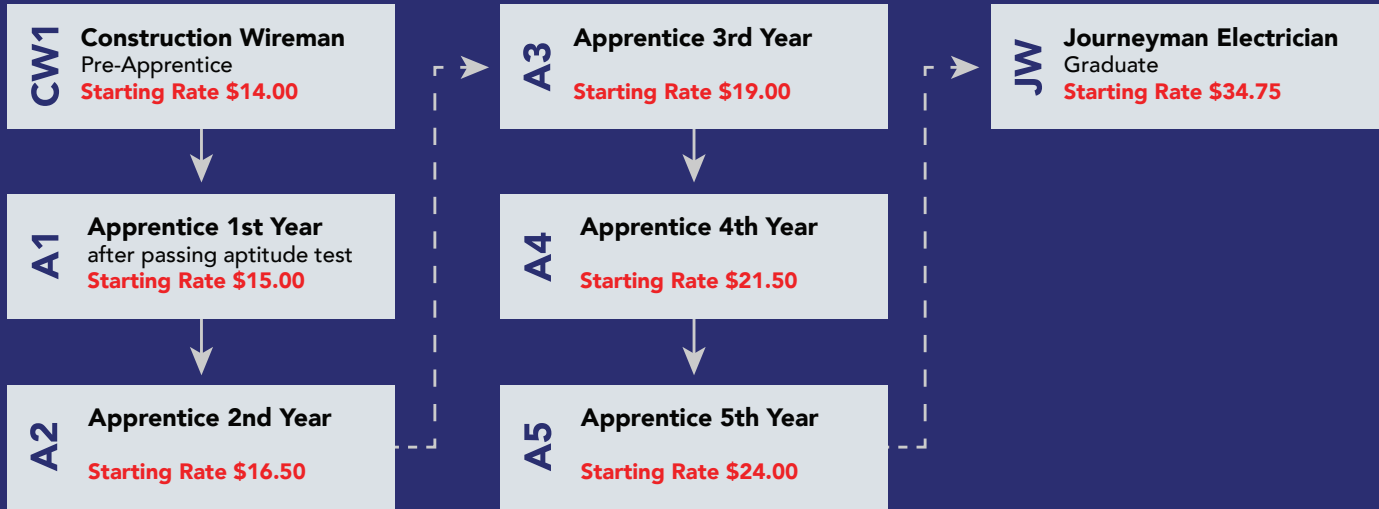 CW1
Construction Wireman
Pre-Apprentice
Starting Rate $14.00
A1
Apprentice 1st Year
after passing aptitude test
Starting Rate $15.00
A2
Apprentice 2nd Year
Starting Rate $16.50
A3
Apprentice 3rd Year
Starting Rate $19.00
A4
Apprentice 4th Year
Starting Rate $21.50
A5
Apprentice 5th Year
Starting Rate $24.00
JW
Journeyman Electrician
Graduate
Starting Rate $34.75